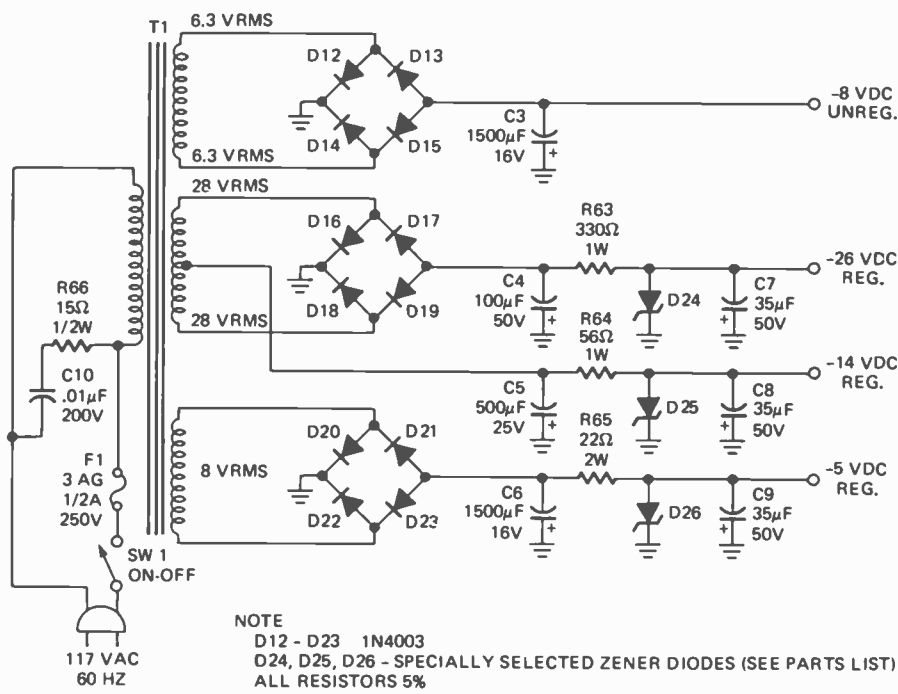 T1
6.3 VRMS
D12
D13
D14
D15
6.3 VRMS
C3
1500µF
16V
+
-8 VDC
UNREG.
28 VRMS
D16
D17
D18
D19
28 VRMS
C4
100µF
50V
+
R63
330Ω
1W
D24
C7
35µF
50V
+
-26 VDC
REG.
R66
15Ω
1/2W
C10
.01µF
200V
C5
500µF
25V
+
R64
56Ω
1W
D25
C8
35µF
50V
+
-14 VDC
REG.
8 VRMS
D20
D21
D22
D23
C6
1500µF
16V
+
R65
22Ω
2W
D26
C9
35µF
50V
+
-5 VDC
REG.
F1
3 AG
1/2A
250V
SW 1
ON-OFF
117 VAC
60 HZ
NOTE
D12 - D23 1N4003
D24, D25, D26 - SPECIALLY SELECTED ZENER DIODES (SEE PARTS LIST)
ALL RESISTORS 5%